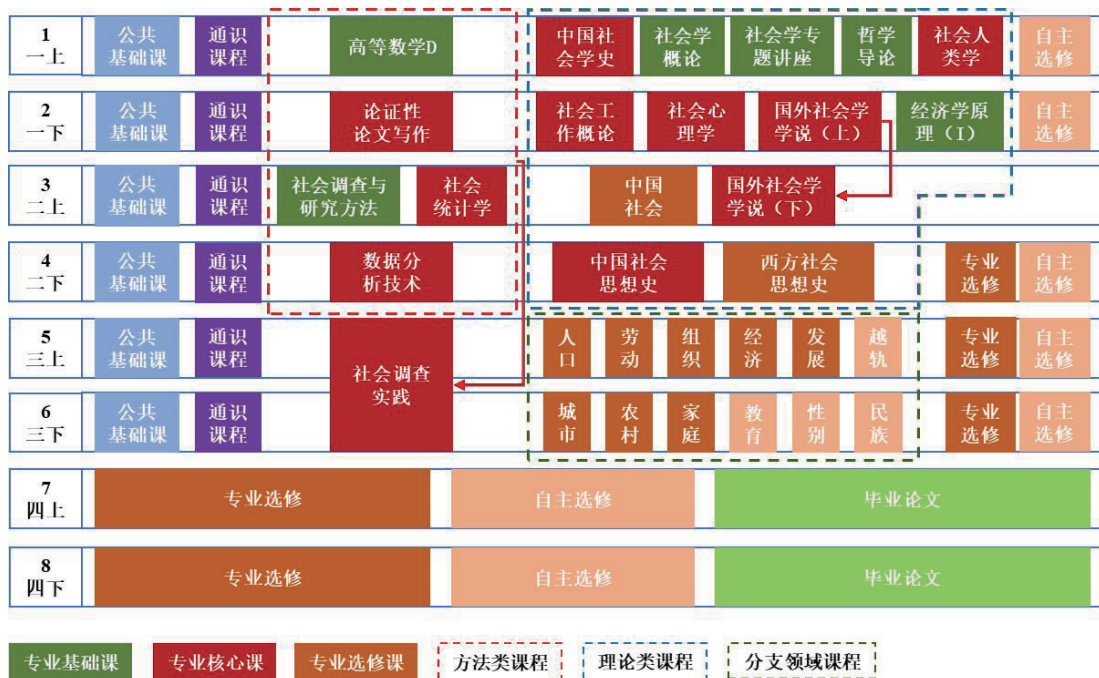 1
一上
公共
基础课
通识
课程
高等数学D
中国社
会学史
社会学
概论
社会学专
题讲座
哲学
导论
社会人
类学
自主
选修
2
一下
公共
基础课
通识
课程
论证性
论文写作
社会工
作概论
社会心
理学
国外社会学
学说（上）
经济学原
理（I）
自主
选修
3
二上
公共
基础课
通识
课程
社会调查与
研究方法
社会
统计学
中国
社会
国外社会学
学说（下）
4
二下
公共
基础课
通识
课程
数据分
析技术
中国社会
思想史
西方社会
思想史
专业
选修
自主
选修
5
三上
公共
基础课
通识
课程
社会调查
实践
人
口
劳
动
组
织
经
济
发
展
越
轨
专业
选修
自主
选修
6
三下
公共
基础课
通识
课程
城
市
农
村
家
庭
教
育
性
别
民
族
专业
选修
自主
选修
7
四上
专业选修
自主选修
毕业论文
8
四下
专业选修
自主选修
毕业论文
专业基础课
专业核心课
专业选修课
方法类课程
理论类课程
分支领域课程